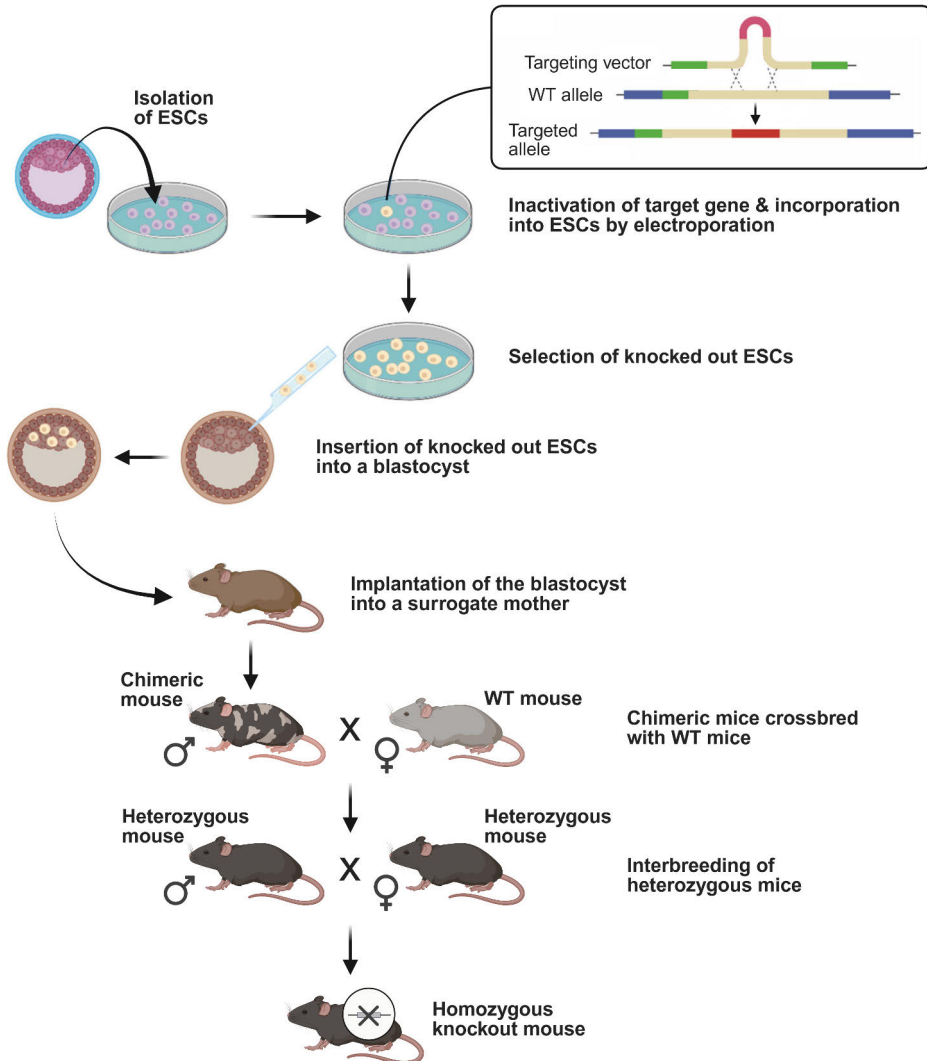 Targeting vector
WT allele
Targeted
allele
Isolation
of ESCs
Inactivation of target gene & incorporation
into ESCs by electroporation
Selection of knocked out ESCs
Insertion of knocked out ESCs
into a blastocyst
Implantation of the blastocyst
into a surrogate mother
Chimeric
mouse
X
WT mouse
Chimeric mice crossbred
with WT mice
Heterozygous
mouse
X
Heterozygous
mouse
Interbreeding of
heterozygous mice
Homozygous
knockout mouse